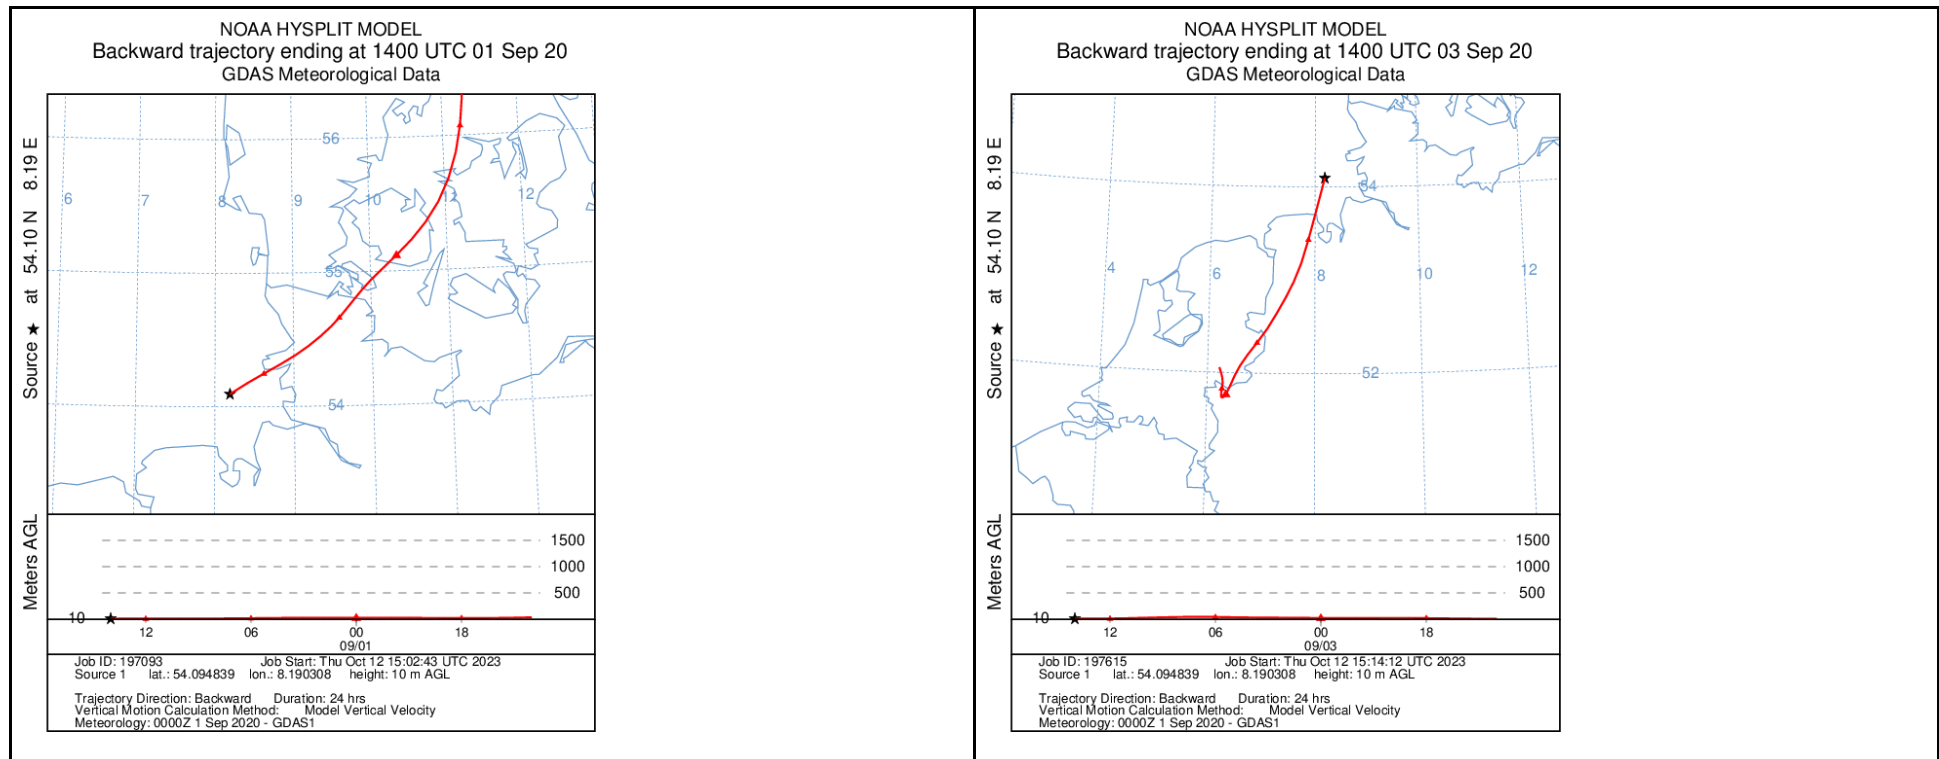 NOAA HYSPLIT MODEL
Backward trajectory ending at 1400 UTC 01 Sep 20
GDAS Meteorological Data
Source ★ at 54.10 N 8.19 E
56
6 7 8 9 10 11 12
55
54
Meters AGL
1500
1000
500
10
12 06 00 18
09/01
Job ID: 197093 Job Start: Thu Oct 12 15:02:43 UTC 2023
Source 1 lat.: 54.094839 lon.: 8.190308 height: 10 m AGL
Trajectory Direction: Backward Duration: 24 hrs
Vertical Motion Calculation Method: Model Vertical Velocity
Meteorology: 0000Z 1 Sep 2020 - GDAS1
NOAA HYSPLIT MODEL
Backward trajectory ending at 1400 UTC 03 Sep 20
GDAS Meteorological Data
Source ★ at 54.10 N 8.19 E
54
4 6 8 10 12
52
Meters AGL
1500
1000
500
10
12 06 00 18
09/03
Job ID: 197615 Job Start: Thu Oct 12 15:14:12 UTC 2023
Source 1 lat.: 54.094839 lon.: 8.190308 height: 10 m AGL
Trajectory Direction: Backward Duration: 24 hrs
Vertical Motion Calculation Method: Model Vertical Velocity
Meteorology: 0000Z 1 Sep 2020 - GDAS1